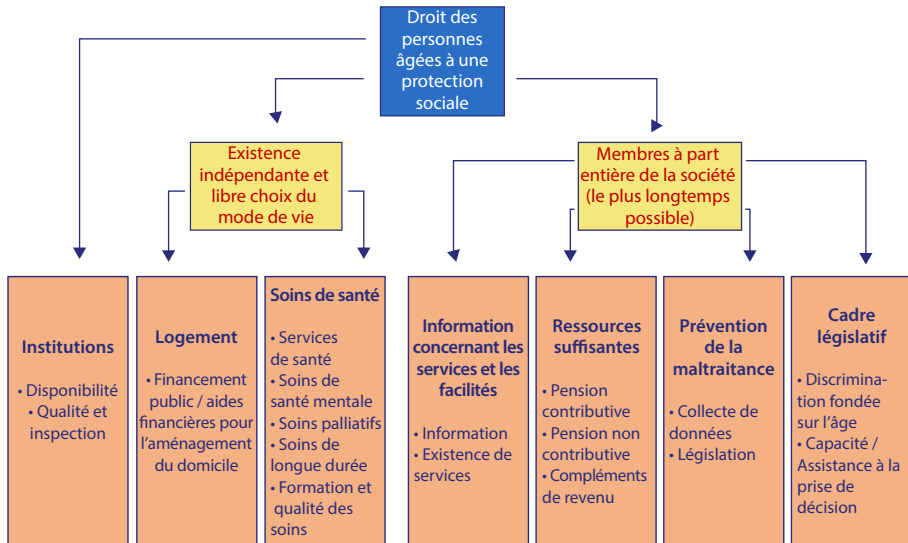 Droit des
personnes
âgées à une
protection
sociale
Existence
indépendante et
libre choix du
mode de vie
Membres à part
entière de la société
(le plus longtemps
possible)
Institutions
• Disponibilité
• Qualité et
inspection
Logement
• Financement
public / aides
financières pour
l'aménagement
du domicile
Soins de santé
• Services
de santé
• Soins de
santé mentale
• Soins palliatifs
• Soins de
longue durée
• Formation et
qualité des
soins
Information
concernant les
services et les
facilités
• Information
• Existence de
services
Ressources
suffisantes
• Pension
contributive
• Pension non
contributive
• Compléments
de revenu
Prévention
de la
maltraitance
• Collecte de
données
• Législation
Cadre
législatif
• Discrimina-
tion fondée
sur l'âge
• Capacité /
Assistance à la
prise de
décision